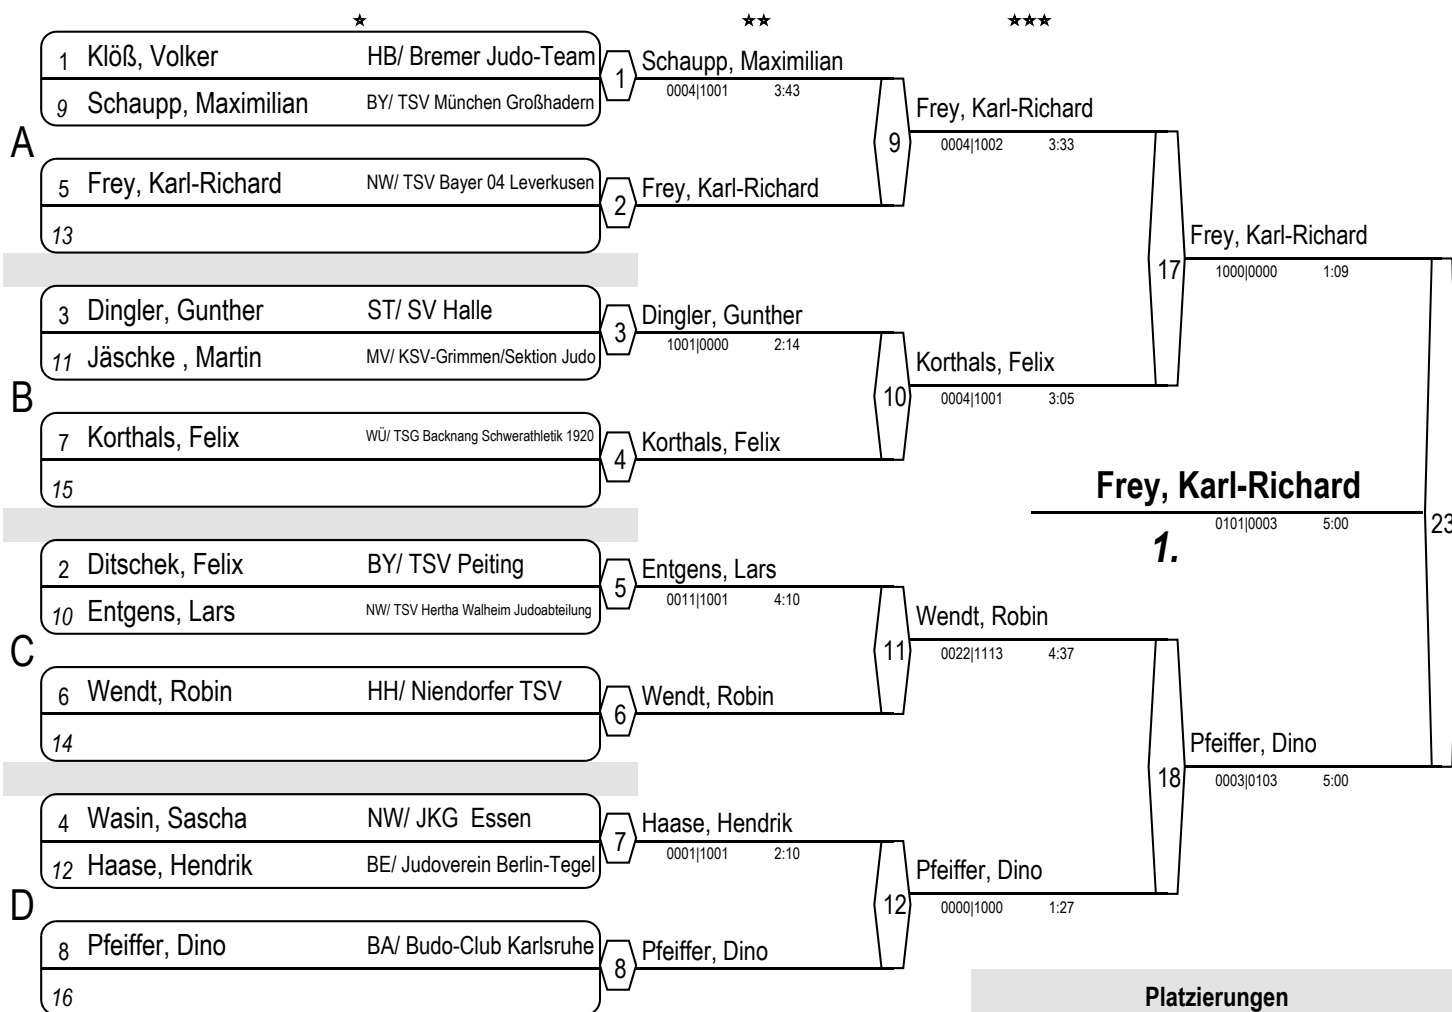 ★ ★★ ★★★
1 Klöß, Volker HB/ Bremer Judo-Team
9 Schaupp, Maximilian BY/ TSV München Großhadern
1 Schaupp, Maximilian
0004|1001 3:43
A
5 Frey, Karl-Richard NW/ TSV Bayer 04 Leverkusen
13
2 Frey, Karl-Richard
9 Frey, Karl-Richard
0004|1002 3:33
3 Dingler, Gunther ST/ SV Halle
11 Jäschke , Martin MV/ KSV-Grimmen/Sektion Judo
3 Dingler, Gunther
1001|0000 2:14
B
7 Korthals, Felix WÜ/ TSG Backnang Schwerathletik 1920
15
4 Korthals, Felix
10 Korthals, Felix
0004|1001 3:05
17 Frey, Karl-Richard
1000|0000 1:09
2 Ditschek, Felix BY/ TSV Peiting
10 Entgens, Lars NW/ TSV Hertha Walheim Judoabteilung
5 Entgens, Lars
0011|1001 4:10
C
6 Wendt, Robin HH/ Niendorfer TSV
14
6 Wendt, Robin
11 Wendt, Robin
0022|1113 4:37
4 Wasin, Sascha NW/ JKG Essen
12 Haase, Hendrik BE/ Judoverein Berlin-Tegel
7 Haase, Hendrik
0001|1001 2:10
D
8 Pfeiffer, Dino BA/ Budo-Club Karlsruhe
16
8 Pfeiffer, Dino
12 Pfeiffer, Dino
0000|1000 1:27
18 Pfeiffer, Dino
0003|0103 5:00
Frey, Karl-Richard
0101|0003 5:00
23
1.
Platzierungen